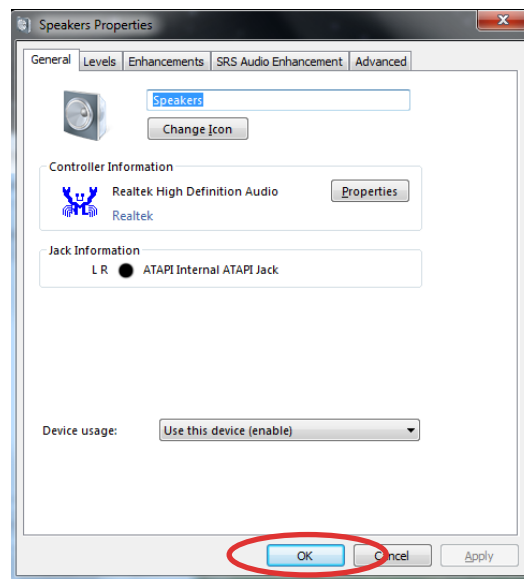 Speakers Properties
General Levels Enhancements SRS Audio Enhancement Advanced
Speakers
Change Icon
Controller Information
Realtek High Definition Audio Properties
Realtek
Jack Information
L R ATAPI Internal ATAPI Jack
Device usage: Use this device (enable)
OK Cancel Apply